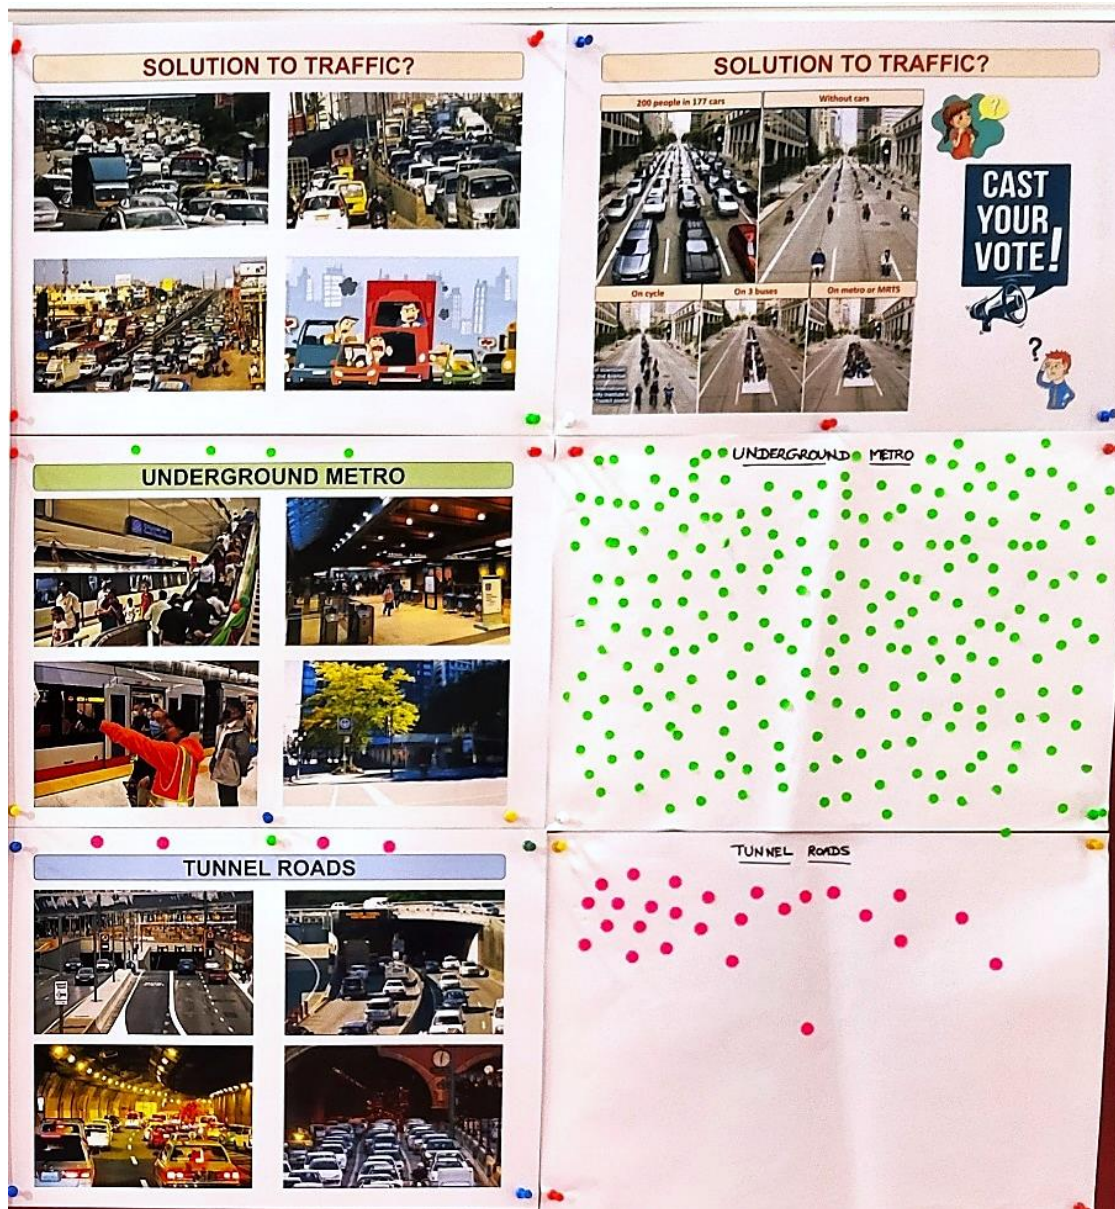 SOLUTION TO TRAFFIC?
SOLUTION TO TRAFFIC?
200 people in 177 cars
Without cars
On cycle
On 3 buses
On metro or MRTS
CAST
YOUR
VOTE!
UNDERGROUND METRO
UNDERGROUND METRO
TUNNEL ROADS
TUNNEL ROADS